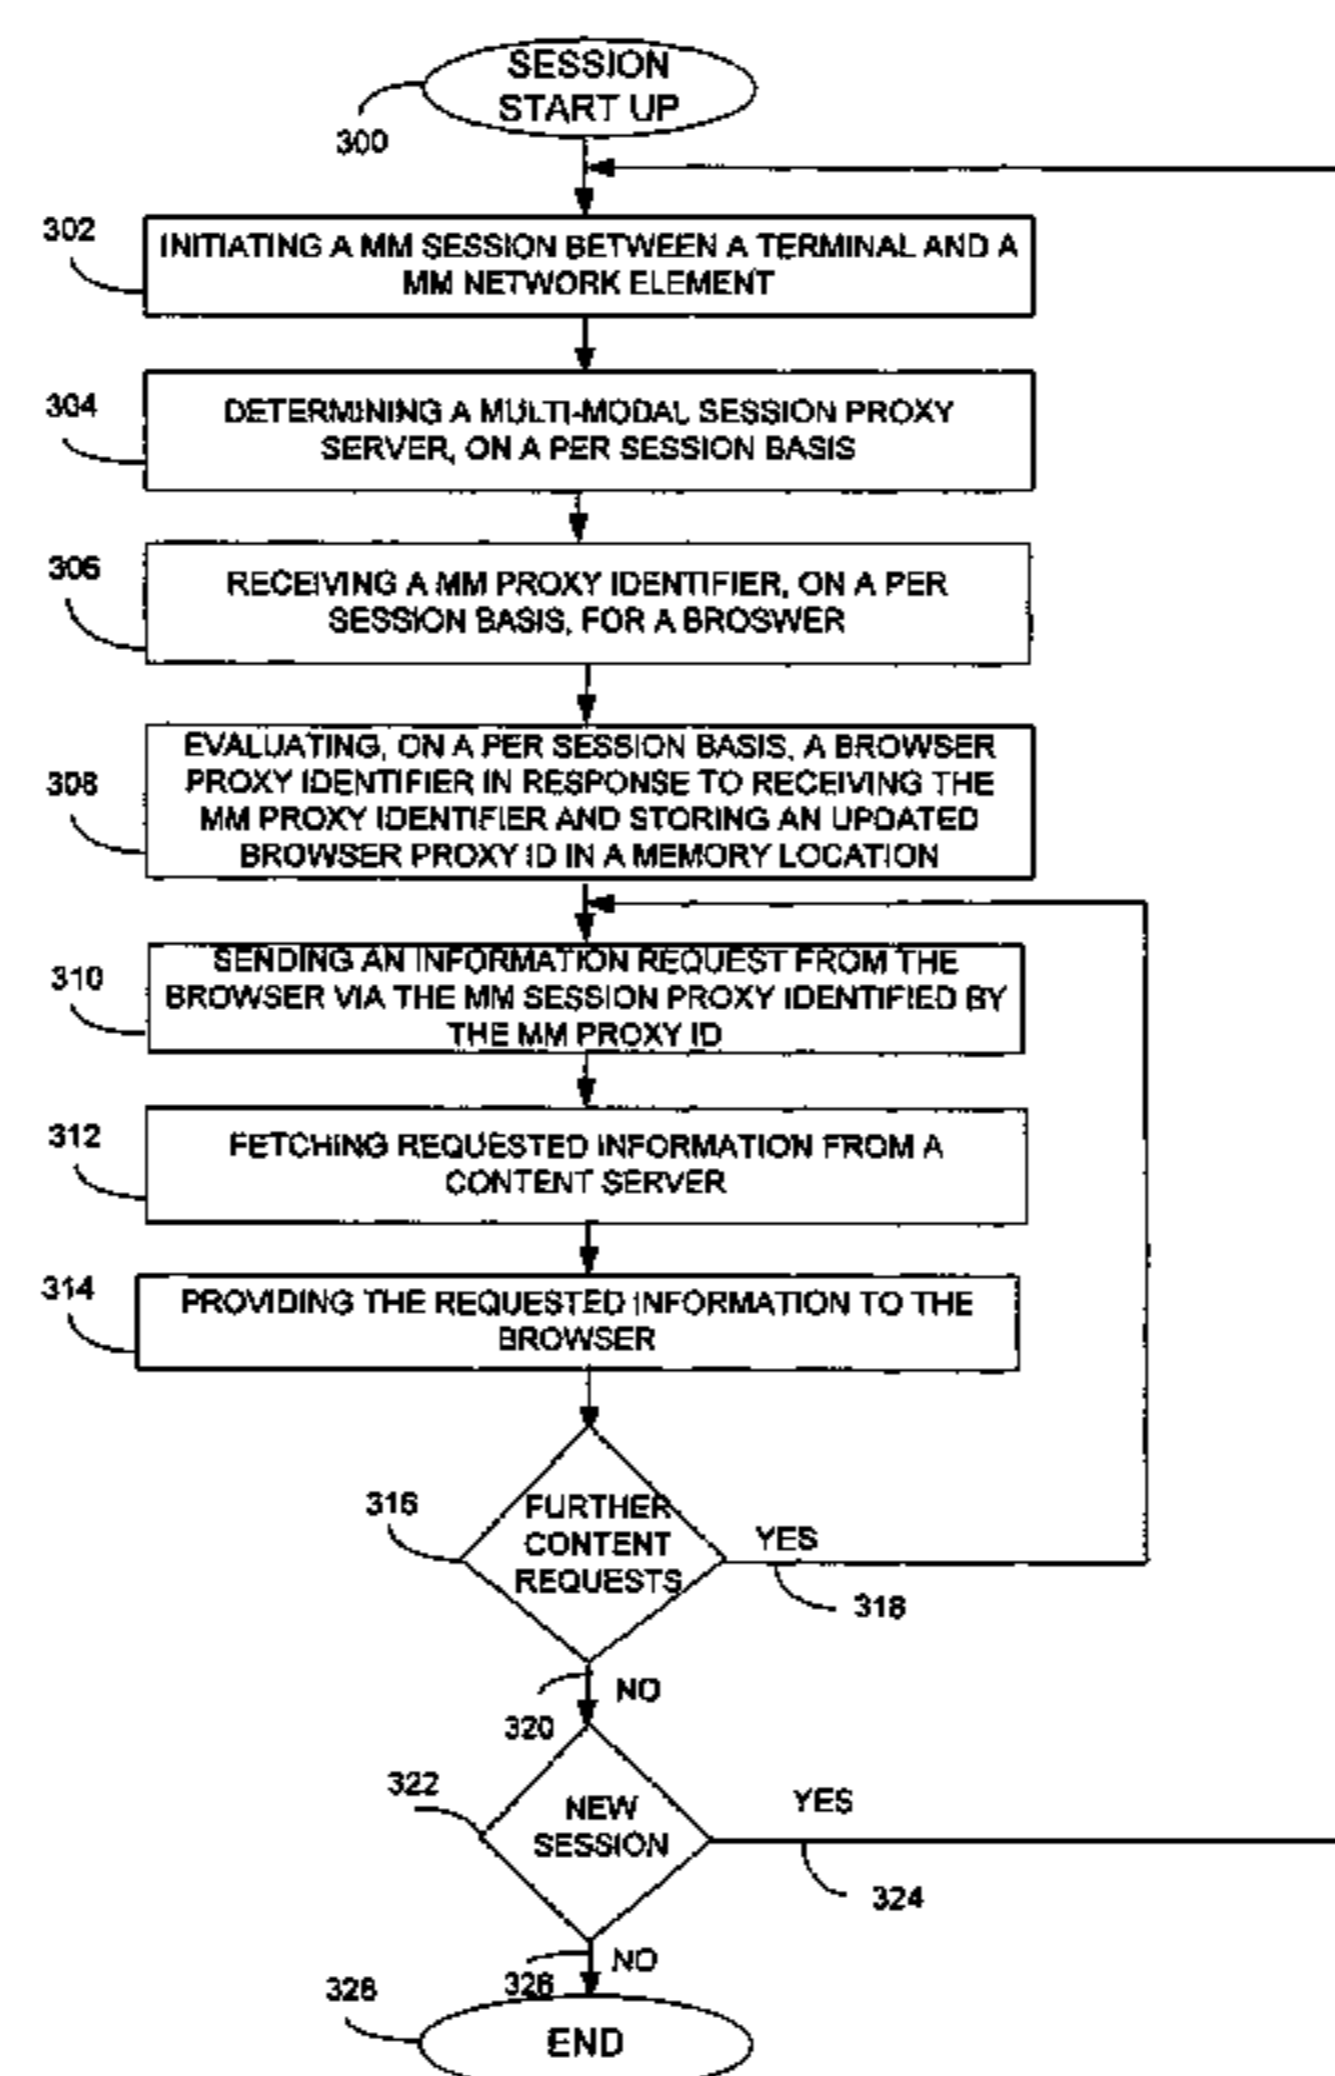 SESSION
START UP
300
302
INITIATING A MM SESSION BETWEEN A TERMINAL AND A
MM NETWORK ELEMENT
304
DETERMINING A MULTI-MODAL SESSION PROXY
SERVER, ON A PER SESSION BASIS
306
RECEIVING A MM PROXY IDENTIFIER, ON A PER
SESSION BASIS, FOR A BROSWER
308
EVALUATING, ON A PER SESSION BASIS, A BROWSER
PROXY IDENTIFIER IN RESPONSE TO RECEIVING THE
MM PROXY IDENTIFIER AND STORING AN UPDATED
BROWSER PROXY ID IN A MEMORY LOCATION
310
SENDING AN INFORMATION REQUEST FROM THE
BROWSER VIA THE MM SESSION PROXY IDENTIFIED BY
THE MM PROXY ID
312
FETCHING REQUESTED INFORMATION FROM A
CONTENT SERVER
314
PROVIDING THE REQUESTED INFORMATION TO THE
BROWSER
316
FURTHER
CONTENT
REQUESTS
YES
318
NO
320
322
NEW
SESSION
YES
324
NO
326
328
END